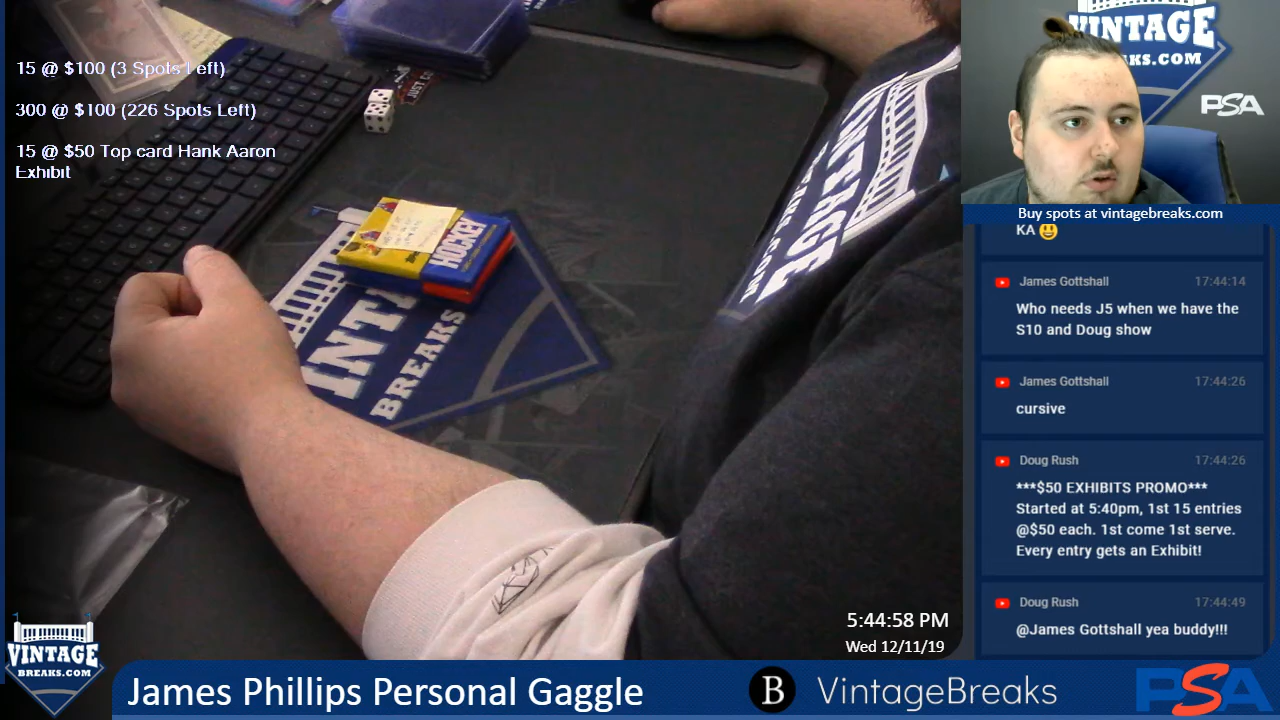 15 @ $100 (3 Spots Left)
300 @ $100 (226 Spots Left)
15 @ $50 Top card Hank Aaron
Exhibit
HOCKEY
INTA
BREAKS
VINTAGE
VINTAGE
KS.COM
PSA
Buy spots at vintagebreaks.com
KA 😃
James Gottshall 17:44:14
Who needs J5 when we have the
S10 and Doug show
James Gottshall 17:44:26
cursive
Doug Rush 17:44:26
***$50 EXHIBITS PROMO***
Started at 5:40pm, 1st 15 entries
@$50 each. 1st come 1st serve.
Every entry gets an Exhibit!
Doug Rush 17:44:49
@James Gottshall yea buddy!!!
5:44:58 PM
Wed 12/11/19
VINTAGE
BREAKS.COM
James Phillips Personal Gaggle
B VintageBreaks
PSA